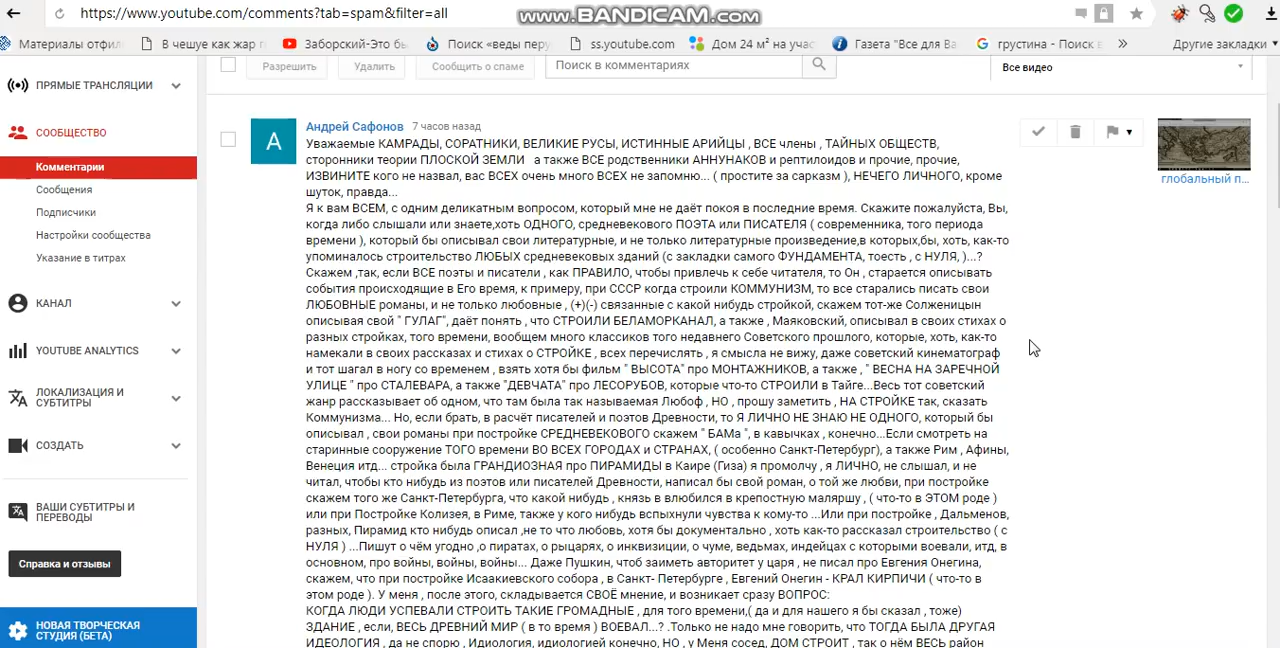 https://www.youtube.com/comments?tab=spam&filter=all
www.BANDICAM.com
Материалы отфил
В чешуе как жар г
Заборский-Это бы
Поиск «веды перу
ss.youtube.com
Дом 24 м² на учас
Газета "Все для Ва
грустина - Поиск в
»
Другие закладки
ПРЯМЫЕ ТРАНСЛЯЦИИ
СООБЩЕСТВО
Комментарии
Сообщения
Подписчики
Настройки сообщества
Указание в титрах
КАНАЛ
YOUTUBE ANALYTICS
ЛОКАЛИЗАЦИЯ И
СУБТИТРЫ
СОЗДАТЬ
ВАШИ СУБТИТРЫ И
ПЕРЕВОДЫ
Справка и отзывы
НОВАЯ ТВОРЧЕСКАЯ
СТУДИЯ (БЕТА)
Разрешить
Удалить
Сообщить о спаме
Поиск в комментариях
Все видео
А
Андрей Сафонов 7 часов назад
Уважаемые КАМРАДЫ, СОРАТНИКИ, ВЕЛИКИЕ РУСЫ, ИСТИННЫЕ АРИЙЦЫ , ВСЕ члены , ТАЙНЫХ ОБЩЕСТВ,
сторонники теории ПЛОСКОЙ ЗЕМЛИ а также ВСЕ родственники АННУНАКОВ и рептилоидов и прочие, прочие,
ИЗВИНИТЕ кого не назвал, вас ВСЕХ очень много ВСЕХ не запомню... ( простите за сарказм ), НЕЧЕГО ЛИЧНОГО, кроме
шуток, правда...
Я к вам ВСЕМ, с одним деликатным вопросом, который мне не даёт покоя в последние время. Скажите пожалуйста, Вы,
когда либо слышали или знаете,хоть ОДНОГО, средневекового ПОЭТА или ПИСАТЕЛЯ ( современника, того периода
времени ), который бы описывал свои литературные, и не только литературные произведение,в которых,бы, хоть, как-то
упоминалось строительство ЛЮБЫХ средневековых зданий (с закладки самого ФУНДАМЕНТА, тоесть , с НУЛЯ, )...?
Скажем ,так, если ВСЕ поэты и писатели , как ПРАВИЛО, чтобы привлечь к себе читателя, то Он , старается описывать
события происходящие в Его время, к примеру, при СССР когда строили КОММУНИЗМ, то все старались писать свои
ЛЮБОВНЫЕ романы, и не только любовные , (+)(-) связанные с какой нибудь стройкой, скажем тот-же Солженицын
описывая свой " ГУЛАГ", даёт понять , что СТРОИЛИ БЕЛАМОРКАНАЛ, а также , Маяковский, описывал в своих стихах о
разных стройках, того времени, вообщем много классиков того недавнего Советского прошлого, которые, хоть, как-то
намекали в своих рассказах и стихах о СТРОЙКЕ , всех перечислять , я смысла не вижу, даже советский кинематограф
и тот шагал в ногу со временем , взять хотя бы фильм " ВЫСОТА" про МОНТАЖНИКОВ, а также , " ВЕСНА НА ЗАРЕЧНОЙ
УЛИЦЕ " про СТАЛЕВАРА, а также "ДЕВЧАТА" про ЛЕСОРУБОВ, которые что-то СТРОИЛИ в Тайге...Весь тот советский
жанр рассказывает об одном, что там была так называемая Любоф , НО , прошу заметить , НА СТРОЙКЕ так, сказать
Коммунизма... Но, если брать, в расчёт писателей и поэтов Древности, то Я ЛИЧНО НЕ ЗНАЮ НЕ ОДНОГО, который бы
описывал , свои романы при постройке СРЕДНЕВЕКОВОГО скажем " БАМа ", в кавычках , конечно...Если смотреть на
старинные сооружение ТОГО времени ВО ВСЕХ ГОРОДАХ и СТРАНАХ, ( особенно Санкт-Петербург), а также Рим , Афины,
Венеция итд... стройка была ГРАНДИОЗНАЯ про ПИРАМИДЫ в Каире (Гиза) я промолчу , я ЛИЧНО, не слышал, и не
читал, чтобы кто нибудь из поэтов или писателей Древности, написал бы свой роман, о той же любви, при постройке
скажем того же Санкт-Петербурга, что какой нибудь , князь в влюбился в крепостную маляршу , ( что-то в ЭТОМ роде )
или при Постройке Колизея, в Риме, также у кого нибудь вспыхнули чувства к кому-то ...Или при постройке , Дальменов,
разных, Пирамид кто нибудь описал ,не то что любовь, хотя бы документально , хоть как-то рассказал строительство ( с
НУЛЯ ) ...Пишут о чём угодно ,о пиратах, о рыцарях, о инквизиции, о чуме, ведьмах, индейцах с которыми воевали, итд, в
основном, про войны, войны, войны... Даже Пушкин, чтоб заиметь авторитет у царя , не писал про Евгения Онегина,
скажем, что при постройке Исаакиевского собора , в Санкт- Петербурге , Евгений Онегин - КРАЛ КИРПИЧИ ( что-то в
этом роде ). У меня , после этого, складывается СВОЁ мнение, и возникает сразу ВОПРОС:
КОГДА ЛЮДИ УСПЕВАЛИ СТРОИТЬ ТАКИЕ ГРОМАДНЫЕ , для того времени,( да и для нашего я бы сказал , тоже)
ЗДАНИЕ , если, ВЕСЬ ДРЕВНИЙ МИР ( в то время ) ВОЕВАЛ...? .Только не надо мне говорить, что ТОГДА БЫЛА ДРУГАЯ
ИДЕОЛОГИЯ , да не спорю , Идиология, идиологией конечно, НО , у Меня сосед, ДОМ СТРОИТ , так о нём ВЕСЬ район
глобальный п...